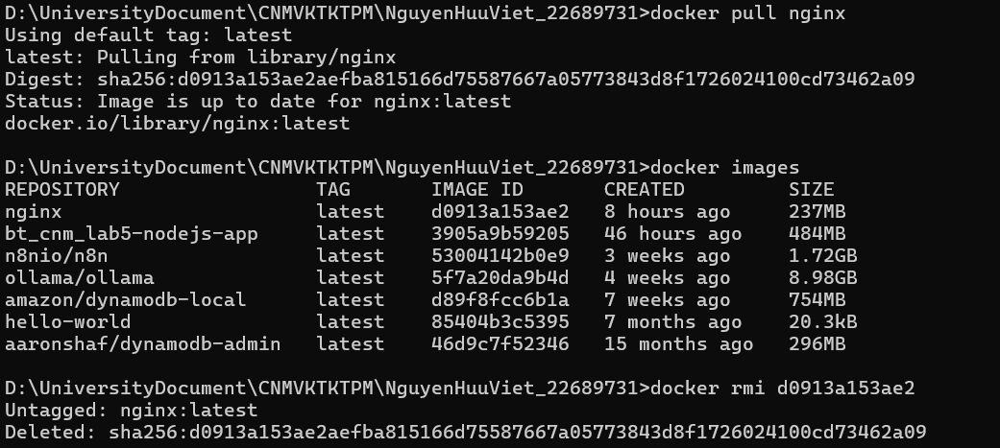 D:\UniversityDocument\CNMVKTKTPM\NguyenHuuViet_22689731>docker pull nginx
Using default tag: latest
latest: Pulling from library/nginx
Digest: sha256:d0913a153ae2aefba815166d75587667a05773843d8f1726024100cd73462a09
Status: Image is up to date for nginx:latest
docker.io/library/nginx:latest
D:\UniversityDocument\CNMVKTKTPM\NguyenHuuViet_22689731>docker images
REPOSITORY                 TAG       IMAGE ID       CREATED         SIZE
nginx                      latest    d0913a153ae2   8 hours ago     237MB
bt_cnm_lab5-nodejs-app     latest    3905a9b59205   46 hours ago    484MB
n8nio/n8n                  latest    53004142b0e9   3 weeks ago     1.72GB
ollama/ollama              latest    5f7a20da9b4d   4 weeks ago     8.98GB
amazon/dynamodb-local      latest    d89f8fcc6b1a   7 weeks ago     754MB
hello-world                latest    85404b3c5395   7 months ago    20.3kB
aaronshaf/dynamodb-admin   latest    46d9c7f52346   15 months ago   296MB
D:\UniversityDocument\CNMVKTKTPM\NguyenHuuViet_22689731>docker rmi d0913a153ae2
Untagged: nginx:latest
Deleted: sha256:d0913a153ae2aefba815166d75587667a05773843d8f1726024100cd73462a09